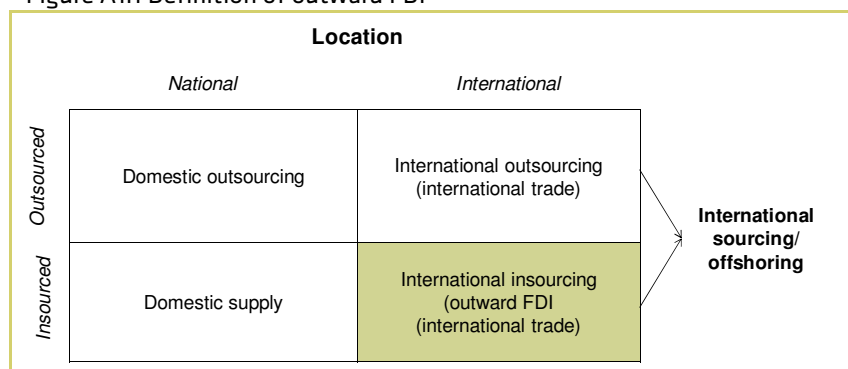 Figure A1.1 Definition of outward FDI
Location
National International
Outsourced
Domestic outsourcing
International outsourcing
(international trade)
International
sourcing/
offshoring
Insourced
Domestic supply
International insourcing
(outward FDI
(international trade)